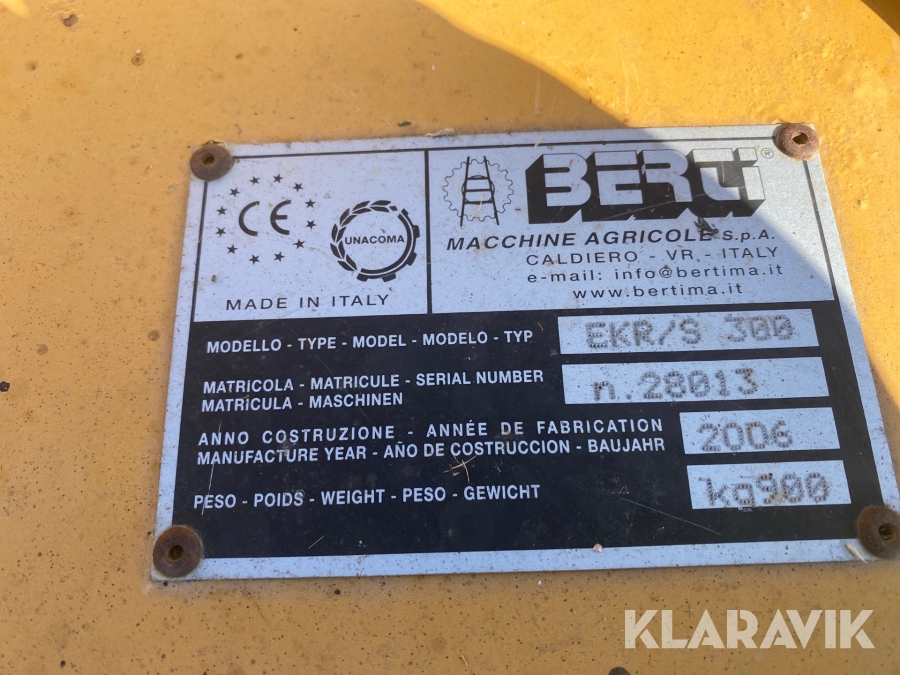 CE
UNACOMA
MADE IN ITALY
BERTI®
MACCHINE AGRICOLE S.p.A.
CALDIERO - VR - ITALY
e-mail: info@bertima.it
www.bertima.it
MODELLO - TYPE - MODEL - MODELO - TYP EKR/S 300
MATRICOLA - MATRICULE - SERIAL NUMBER
MATRICULA - MASCHINEN n.28013
ANNO COSTRUZIONE - ANNÉE DE FABRICATION
MANUFACTURE YEAR - AÑO DE COSTRUCCION - BAUJAHR 2006
PESO - POIDS - WEIGHT - PESO - GEWICHT kg900
KLARAVIK